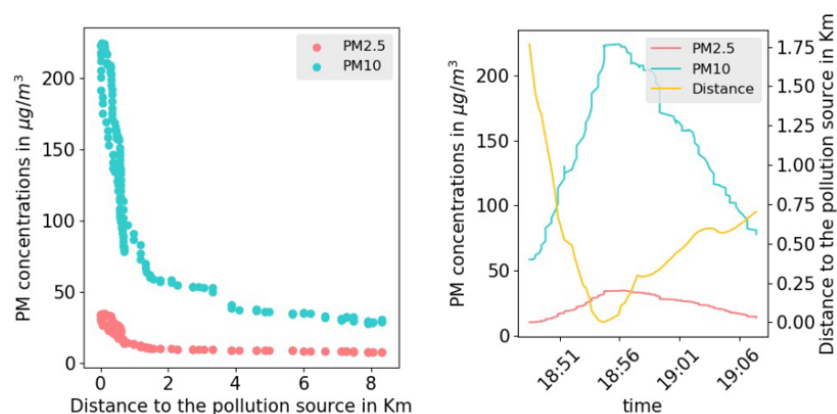 PM2.5
PM10
200
150
100
50
0
PM concentrations in μg/m³
0
2
4
6
8
Distance to the pollution source in Km
PM2.5
PM10
Distance
200
150
100
50
0
PM concentrations in μg/m³
1.75
1.50
1.25
1.00
0.75
0.50
0.25
0.00
Distance to the pollution source in Km
18:51
18:56
19:01
19:06
time